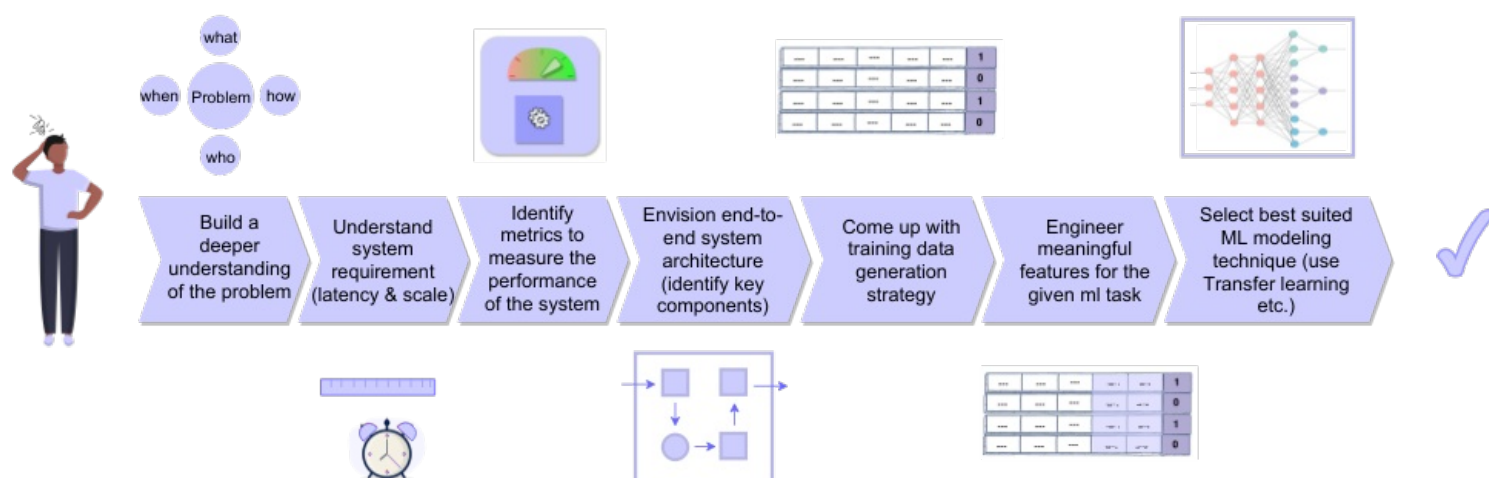 what
when
Problem
how
who
1
0
1
0
Build a
deeper
understanding
of the problem
Understand
system
requirement
(latency & scale)
Identify
metrics to
measure the
performance
of the system
Envision end-to-
end system
architecture
(identify key
components)
Come up with
training data
generation
strategy
Engineer
meaningful
features for the
given ml task
Select best suited
ML modeling
technique (use
Transfer learning
etc.)
1
0
1
0